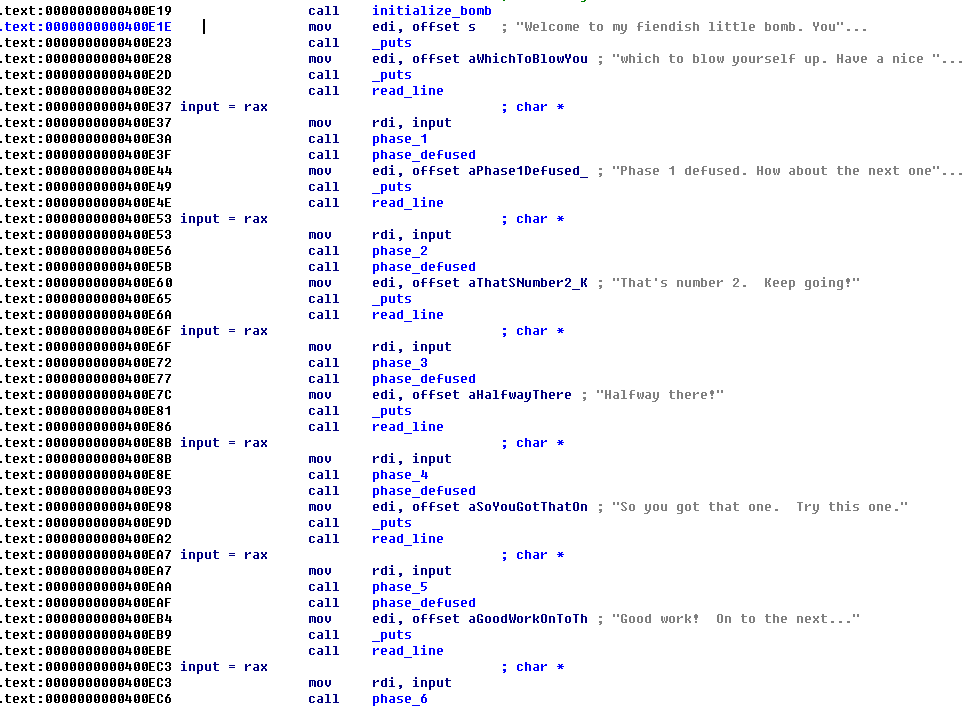 .text:0000000000400E19 call initialize_bomb
.text:0000000000400E1E mov edi, offset s ; "Welcome to my fiendish little bomb. You"...
.text:0000000000400E23 call _puts
.text:0000000000400E28 mov edi, offset aWhichToBlowYou ; "which to blow yourself up. Have a nice "...
.text:0000000000400E2D call _puts
.text:0000000000400E32 call read_line
.text:0000000000400E37 input = rax ; char *
.text:0000000000400E37 mov rdi, input
.text:0000000000400E3A call phase_1
.text:0000000000400E3F call phase_defused
.text:0000000000400E44 mov edi, offset aPhase1Defused_ ; "Phase 1 defused. How about the next one"...
.text:0000000000400E49 call _puts
.text:0000000000400E4E call read_line
.text:0000000000400E53 input = rax ; char *
.text:0000000000400E53 mov rdi, input
.text:0000000000400E56 call phase_2
.text:0000000000400E5B call phase_defused
.text:0000000000400E60 mov edi, offset aThatSNumber2_K ; "That's number 2.  Keep going!"
.text:0000000000400E65 call _puts
.text:0000000000400E6A call read_line
.text:0000000000400E6F input = rax ; char *
.text:0000000000400E6F mov rdi, input
.text:0000000000400E72 call phase_3
.text:0000000000400E77 call phase_defused
.text:0000000000400E7C mov edi, offset aHalfwayThere ; "Halfway there!"
.text:0000000000400E81 call _puts
.text:0000000000400E86 call read_line
.text:0000000000400E8B input = rax ; char *
.text:0000000000400E8B mov rdi, input
.text:0000000000400E8E call phase_4
.text:0000000000400E93 call phase_defused
.text:0000000000400E98 mov edi, offset aSoYouGotThatOn ; "So you got that one.  Try this one."
.text:0000000000400E9D call _puts
.text:0000000000400EA2 call read_line
.text:0000000000400EA7 input = rax ; char *
.text:0000000000400EA7 mov rdi, input
.text:0000000000400EAA call phase_5
.text:0000000000400EAF call phase_defused
.text:0000000000400EB4 mov edi, offset aGoodWorkOnToTh ; "Good work!  On to the next..."
.text:0000000000400EB9 call _puts
.text:0000000000400EBE call read_line
.text:0000000000400EC3 input = rax ; char *
.text:0000000000400EC3 mov rdi, input
.text:0000000000400EC6 call phase_6